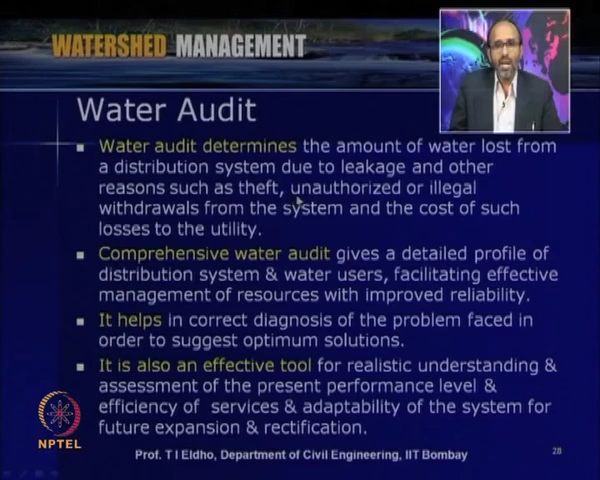 WATERSHED MANAGEMENT
Water Audit
Water audit determines the amount of water lost from
a distribution system due to leakage and other
reasons such as theft, unauthorized or illegal
withdrawals from the system and the cost of such
losses to the utility.
Comprehensive water audit gives a detailed profile of
distribution system & water users, facilitating effective
management of resources with improved reliability.
It helps in correct diagnosis of the problem faced in
order to suggest optimum solutions.
It is also an effective tool for realistic understanding &
assessment of the present performance level &
efficiency of services & adaptability of the system for
future expansion & rectification.
NPTEL
Prof. T I Eldho, Department of Civil Engineering, IIT Bombay
28